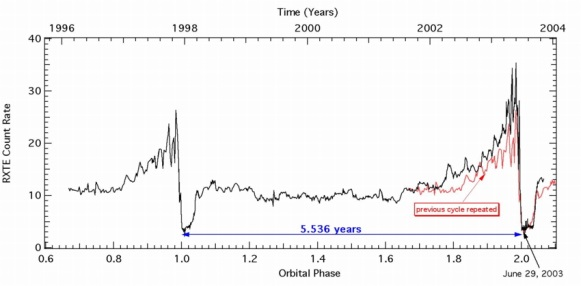 Time (Years)
1996 1998 2000 2002 2004
40
30
20
10
0
RXTE Count Rate
previous cycle repeated
5.536 years
0.6 0.8 1.0 1.2 1.4 1.6 1.8 2.0
Orbital Phase
June 29, 2003